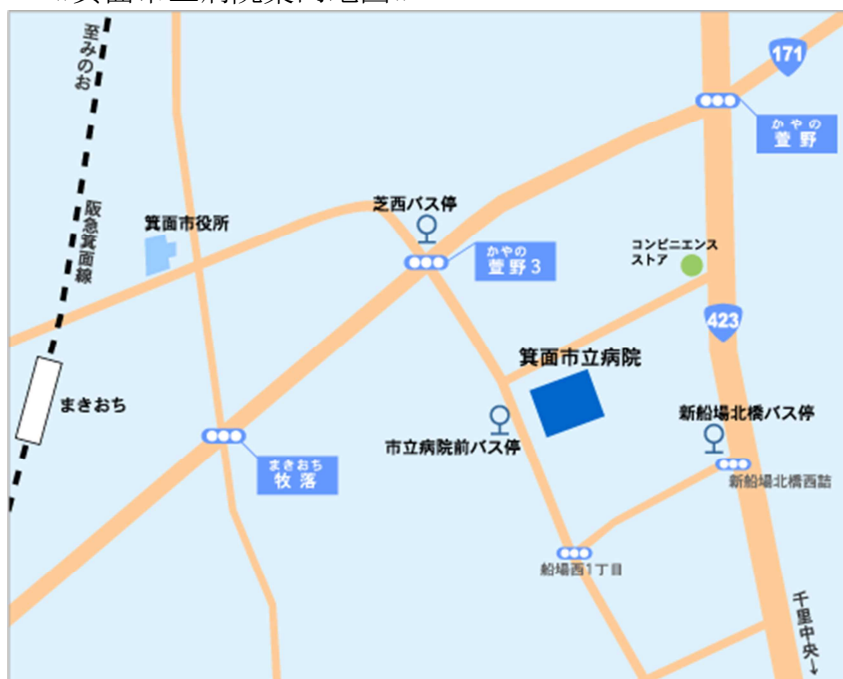 至みのお
171
かやの
萱野
芝西バス停
箕面市役所
阪急箕面線
かやの
萱野3
コンビニエンス
ストア
423
箕面市立病院
まきおち
市立病院前バス停
新船場北橋バス停
まきおち
牧落
新船場北橋西詰
船場西1丁目
千里中央→